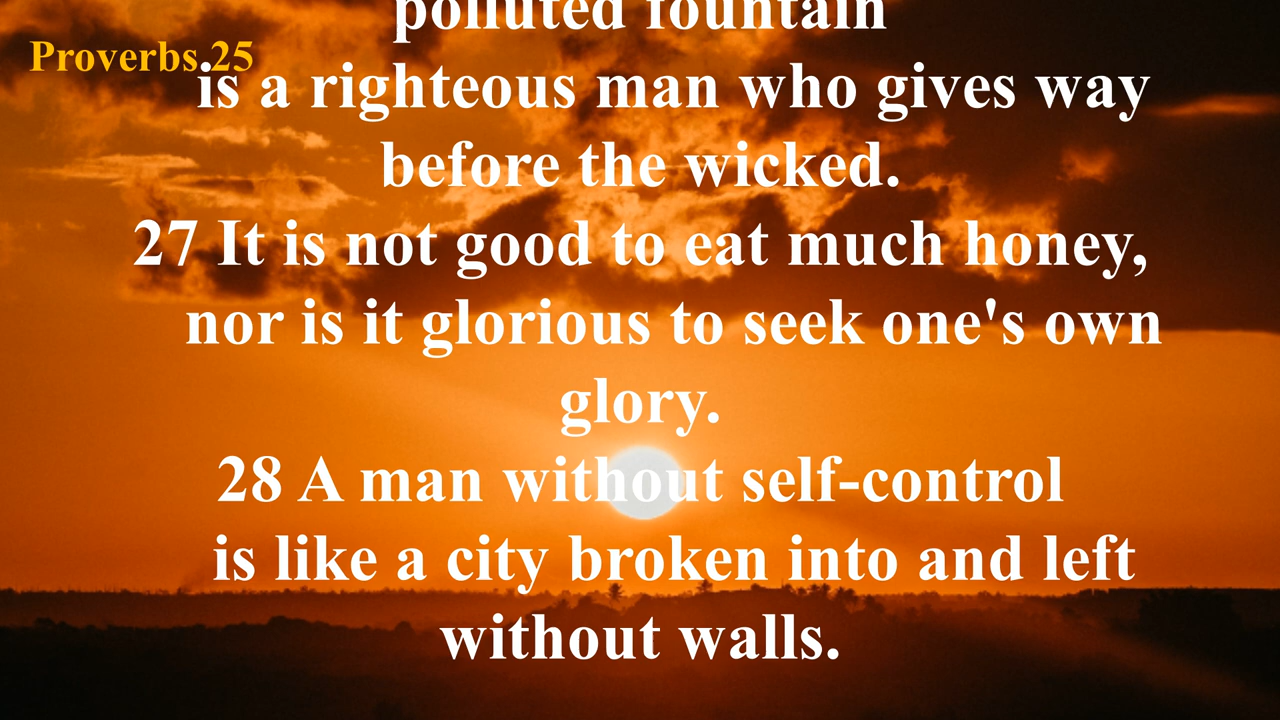 polluted fountain
Proverbs.25
is a righteous man who gives way
before the wicked.
27 It is not good to eat much honey,
nor is it glorious to seek one's own
glory.
28 A man without self-control
is like a city broken into and left
without walls.